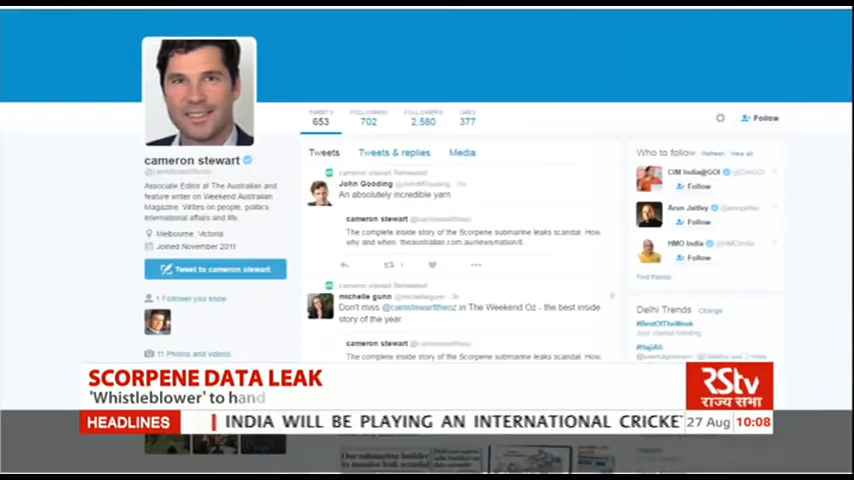 TWEETS FOLLOWING FOLLOWERS LIKES
653 702 2,580 377
Follow
cameron stewart
Associate Editor at The Australian and
feature writer on Weekend Australian
Magazine. Writes on people, politics,
international affairs and life.
Melbourne, Victoria
Joined November 2011
Tweet to cameron stewart
1 Follower you know
11 Photos and videos
Tweets Tweets & replies Media
cameron stewart Retweeted
John Gooding
An absolutely incredible yarn
cameron stewart
The complete inside story of the Scorpene submarine leaks scandal. How,
why and when. theaustralian.com.au/news/nation/t
cameron stewart Retweeted
michelle gunn
Don't miss @camstewarttheoz in The Weekend Oz - the best inside
story of the year
cameron stewart
The complete inside story of the Scorpene submarine leaks scandal. How,
Who to follow Refresh View all
CIM India@GOI
Follow
Arun Jaitley
Follow
HMO India
Follow
Find friends
Delhi Trends Change
#BestOfTheWeek
Just started trending
#HajiAli
SCORPENE DATA LEAK
'Whistleblower' to hand
RSTV
राज्य सभा
HEADLINES
INDIA WILL BE PLAYING AN INTERNATIONAL CRICKE
27 Aug 10:08
Our submarine insider